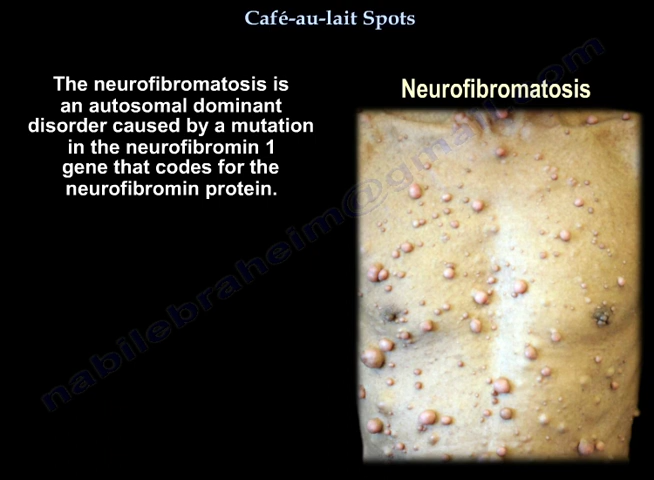 Café-au-lait Spots
The neurofibromatosis is
an autosomal dominant
disorder caused by a mutation
in the neurofibromin 1
gene that codes for the
neurofibromin protein.
Neurofibromatosis
nabilebraheim@gmail.com